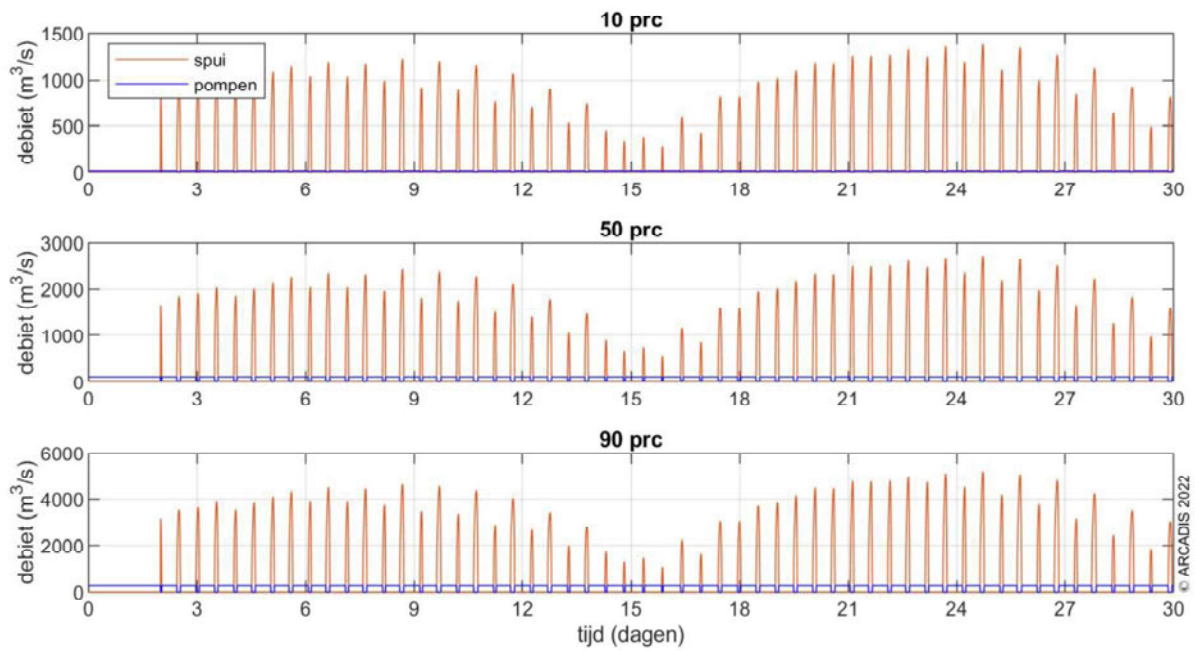 10 prc
debiet (m³/s)
1500
1000
500
0
spui
pompen
0 3 6 9 12 15 18 21 24 27 30
50 prc
debiet (m³/s)
3000
2000
1000
0
0 3 6 9 12 15 18 21 24 27 30
90 prc
debiet (m³/s)
6000
4000
2000
0
0 3 6 9 12 15 18 21 24 27 30
tijd (dagen)
© ARCADIS 2022